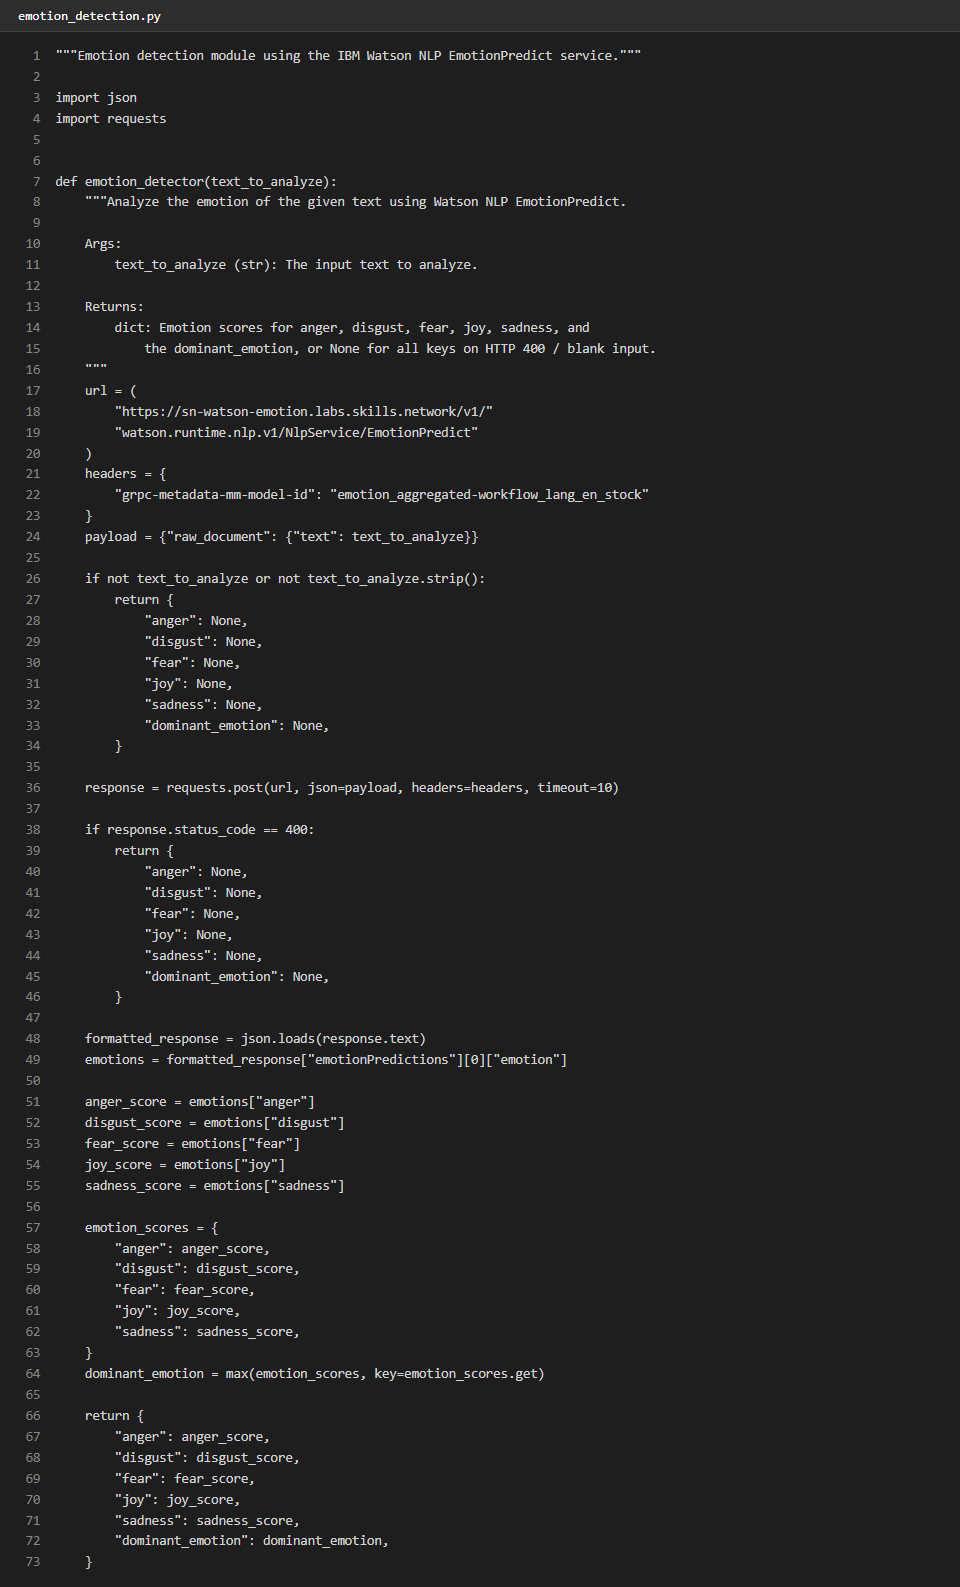 emotion_detection.py
1 """Emotion detection module using the IBM Watson NLP EmotionPredict service."""
2
3 import json
4 import requests
5
6
7 def emotion_detector(text_to_analyze):
8     """Analyze the emotion of the given text using Watson NLP EmotionPredict.
9
10     Args:
11         text_to_analyze (str): The input text to analyze.
12
13     Returns:
14         dict: Emotion scores for anger, disgust, fear, joy, sadness, and
15             the dominant_emotion, or None for all keys on HTTP 400 / blank input.
16     """
17     url = (
18         "https://sn-watson-emotion.labs.skills.network/v1/"
19         "watson.runtime.nlp.v1/NlpService/EmotionPredict"
20     )
21     headers = {
22         "grpc-metadata-mm-model-id": "emotion_aggregated-workflow_lang_en_stock"
23     }
24     payload = {"raw_document": {"text": text_to_analyze}}
25
26     if not text_to_analyze or not text_to_analyze.strip():
27         return {
28             "anger": None,
29             "disgust": None,
30             "fear": None,
31             "joy": None,
32             "sadness": None,
33             "dominant_emotion": None,
34         }
35
36     response = requests.post(url, json=payload, headers=headers, timeout=10)
37
38     if response.status_code == 400:
39         return {
40             "anger": None,
41             "disgust": None,
42             "fear": None,
43             "joy": None,
44             "sadness": None,
45             "dominant_emotion": None,
46         }
47
48     formatted_response = json.loads(response.text)
49     emotions = formatted_response["emotionPredictions"][0]["emotion"]
50
51     anger_score = emotions["anger"]
52     disgust_score = emotions["disgust"]
53     fear_score = emotions["fear"]
54     joy_score = emotions["joy"]
55     sadness_score = emotions["sadness"]
56
57     emotion_scores = {
58         "anger": anger_score,
59         "disgust": disgust_score,
60         "fear": fear_score,
61         "joy": joy_score,
62         "sadness": sadness_score,
63     }
64     dominant_emotion = max(emotion_scores, key=emotion_scores.get)
65
66     return {
67         "anger": anger_score,
68         "disgust": disgust_score,
69         "fear": fear_score,
70         "joy": joy_score,
71         "sadness": sadness_score,
72         "dominant_emotion": dominant_emotion,
73     }